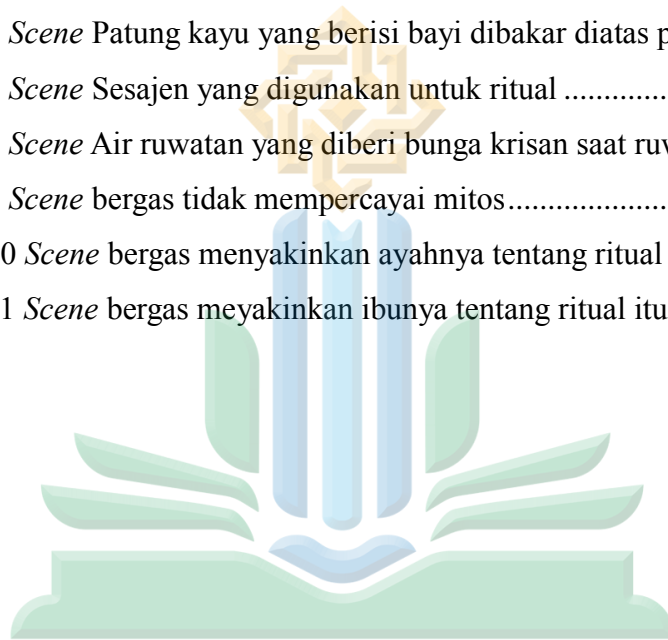 Scene Patung kayu yang berisi bayi dibakar diatas
Scene Sesajen yang digunakan untuk ritual ..............
Scene Air ruwatan yang diberi bunga krisan saat
Scene bergas tidak mempercayai mitos.....................
0 Scene bergas menyakinkan ayahnya tentang ritual
1 Scene bergas meyakinkan ibunya tentang ritual itu